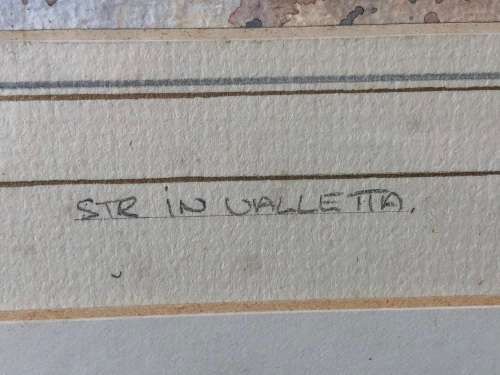 STR IN VALLETTA.